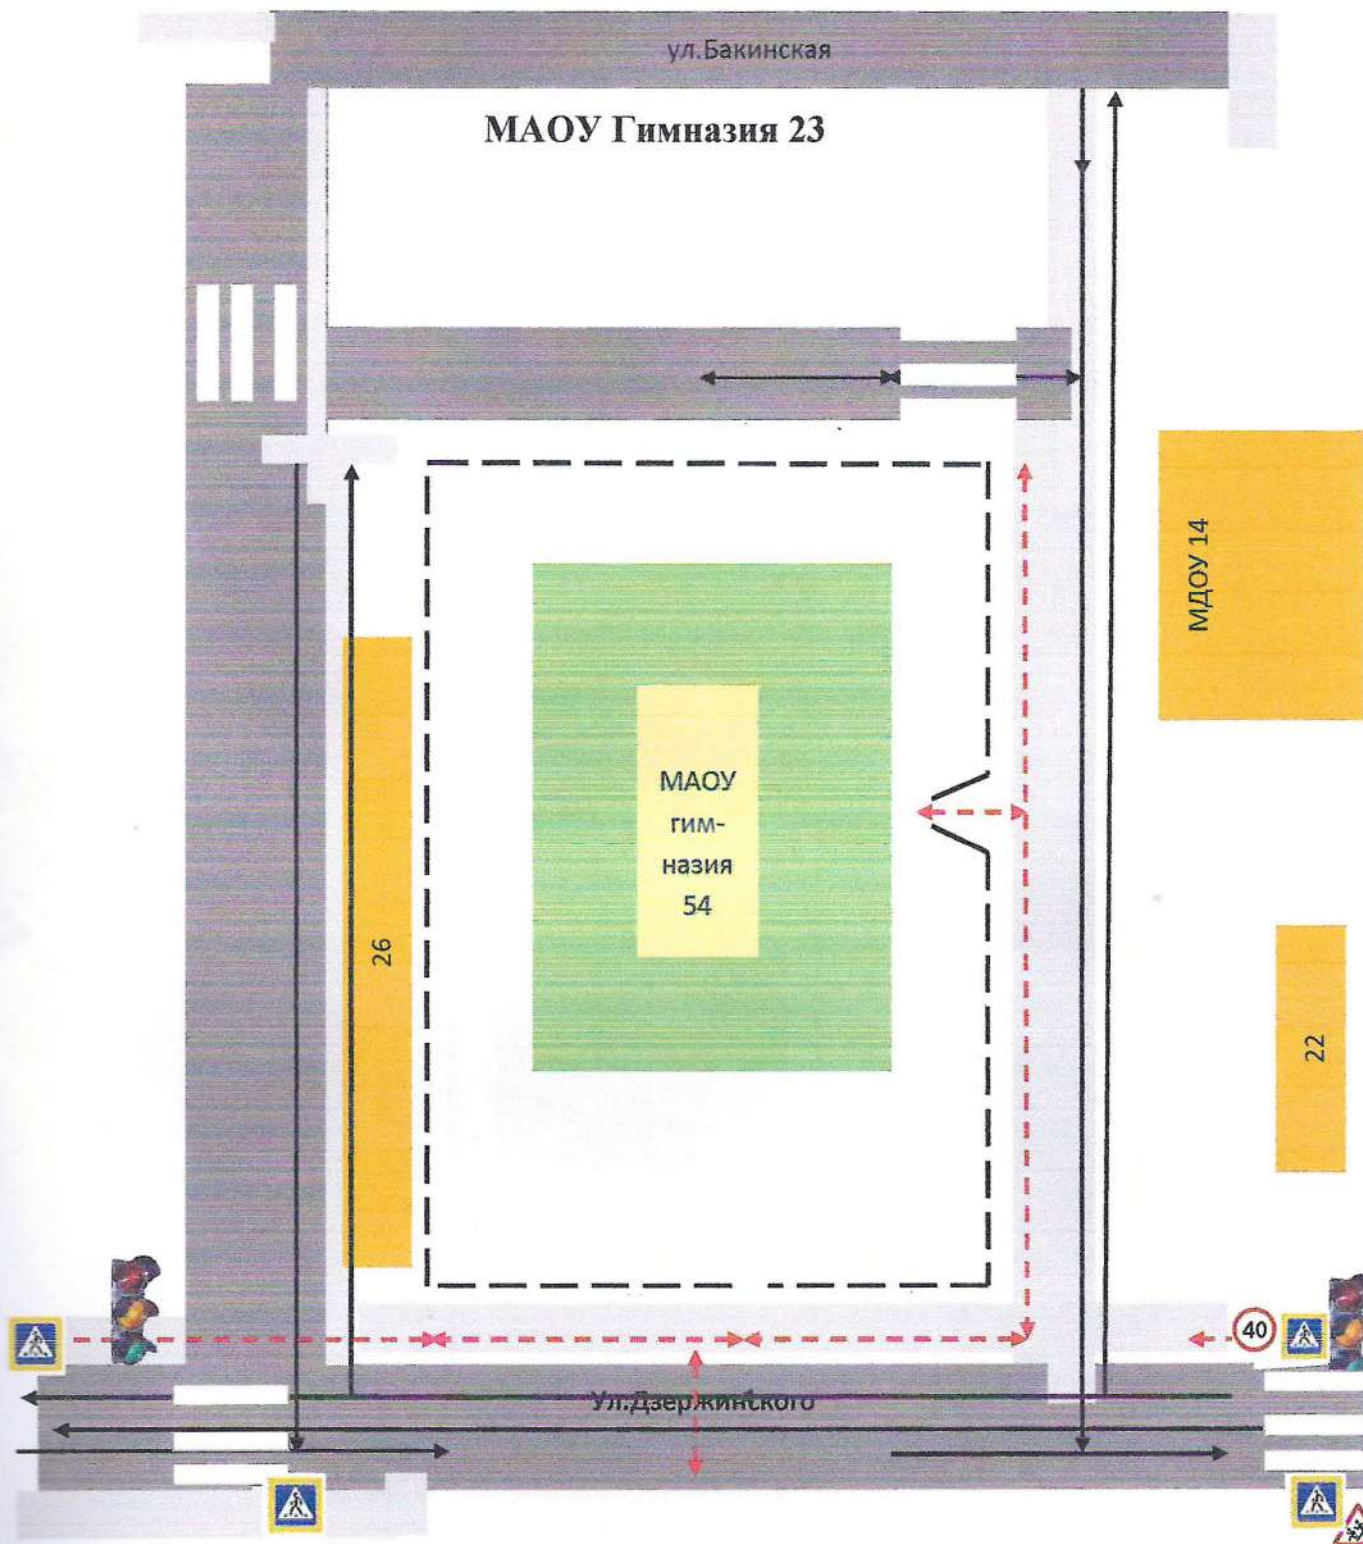 ул.Бакинская
МАОУ Гимназия 23
МДОУ 14
МАОУ
гим-
назия
54
26
22
40
Ул.Дзержинского